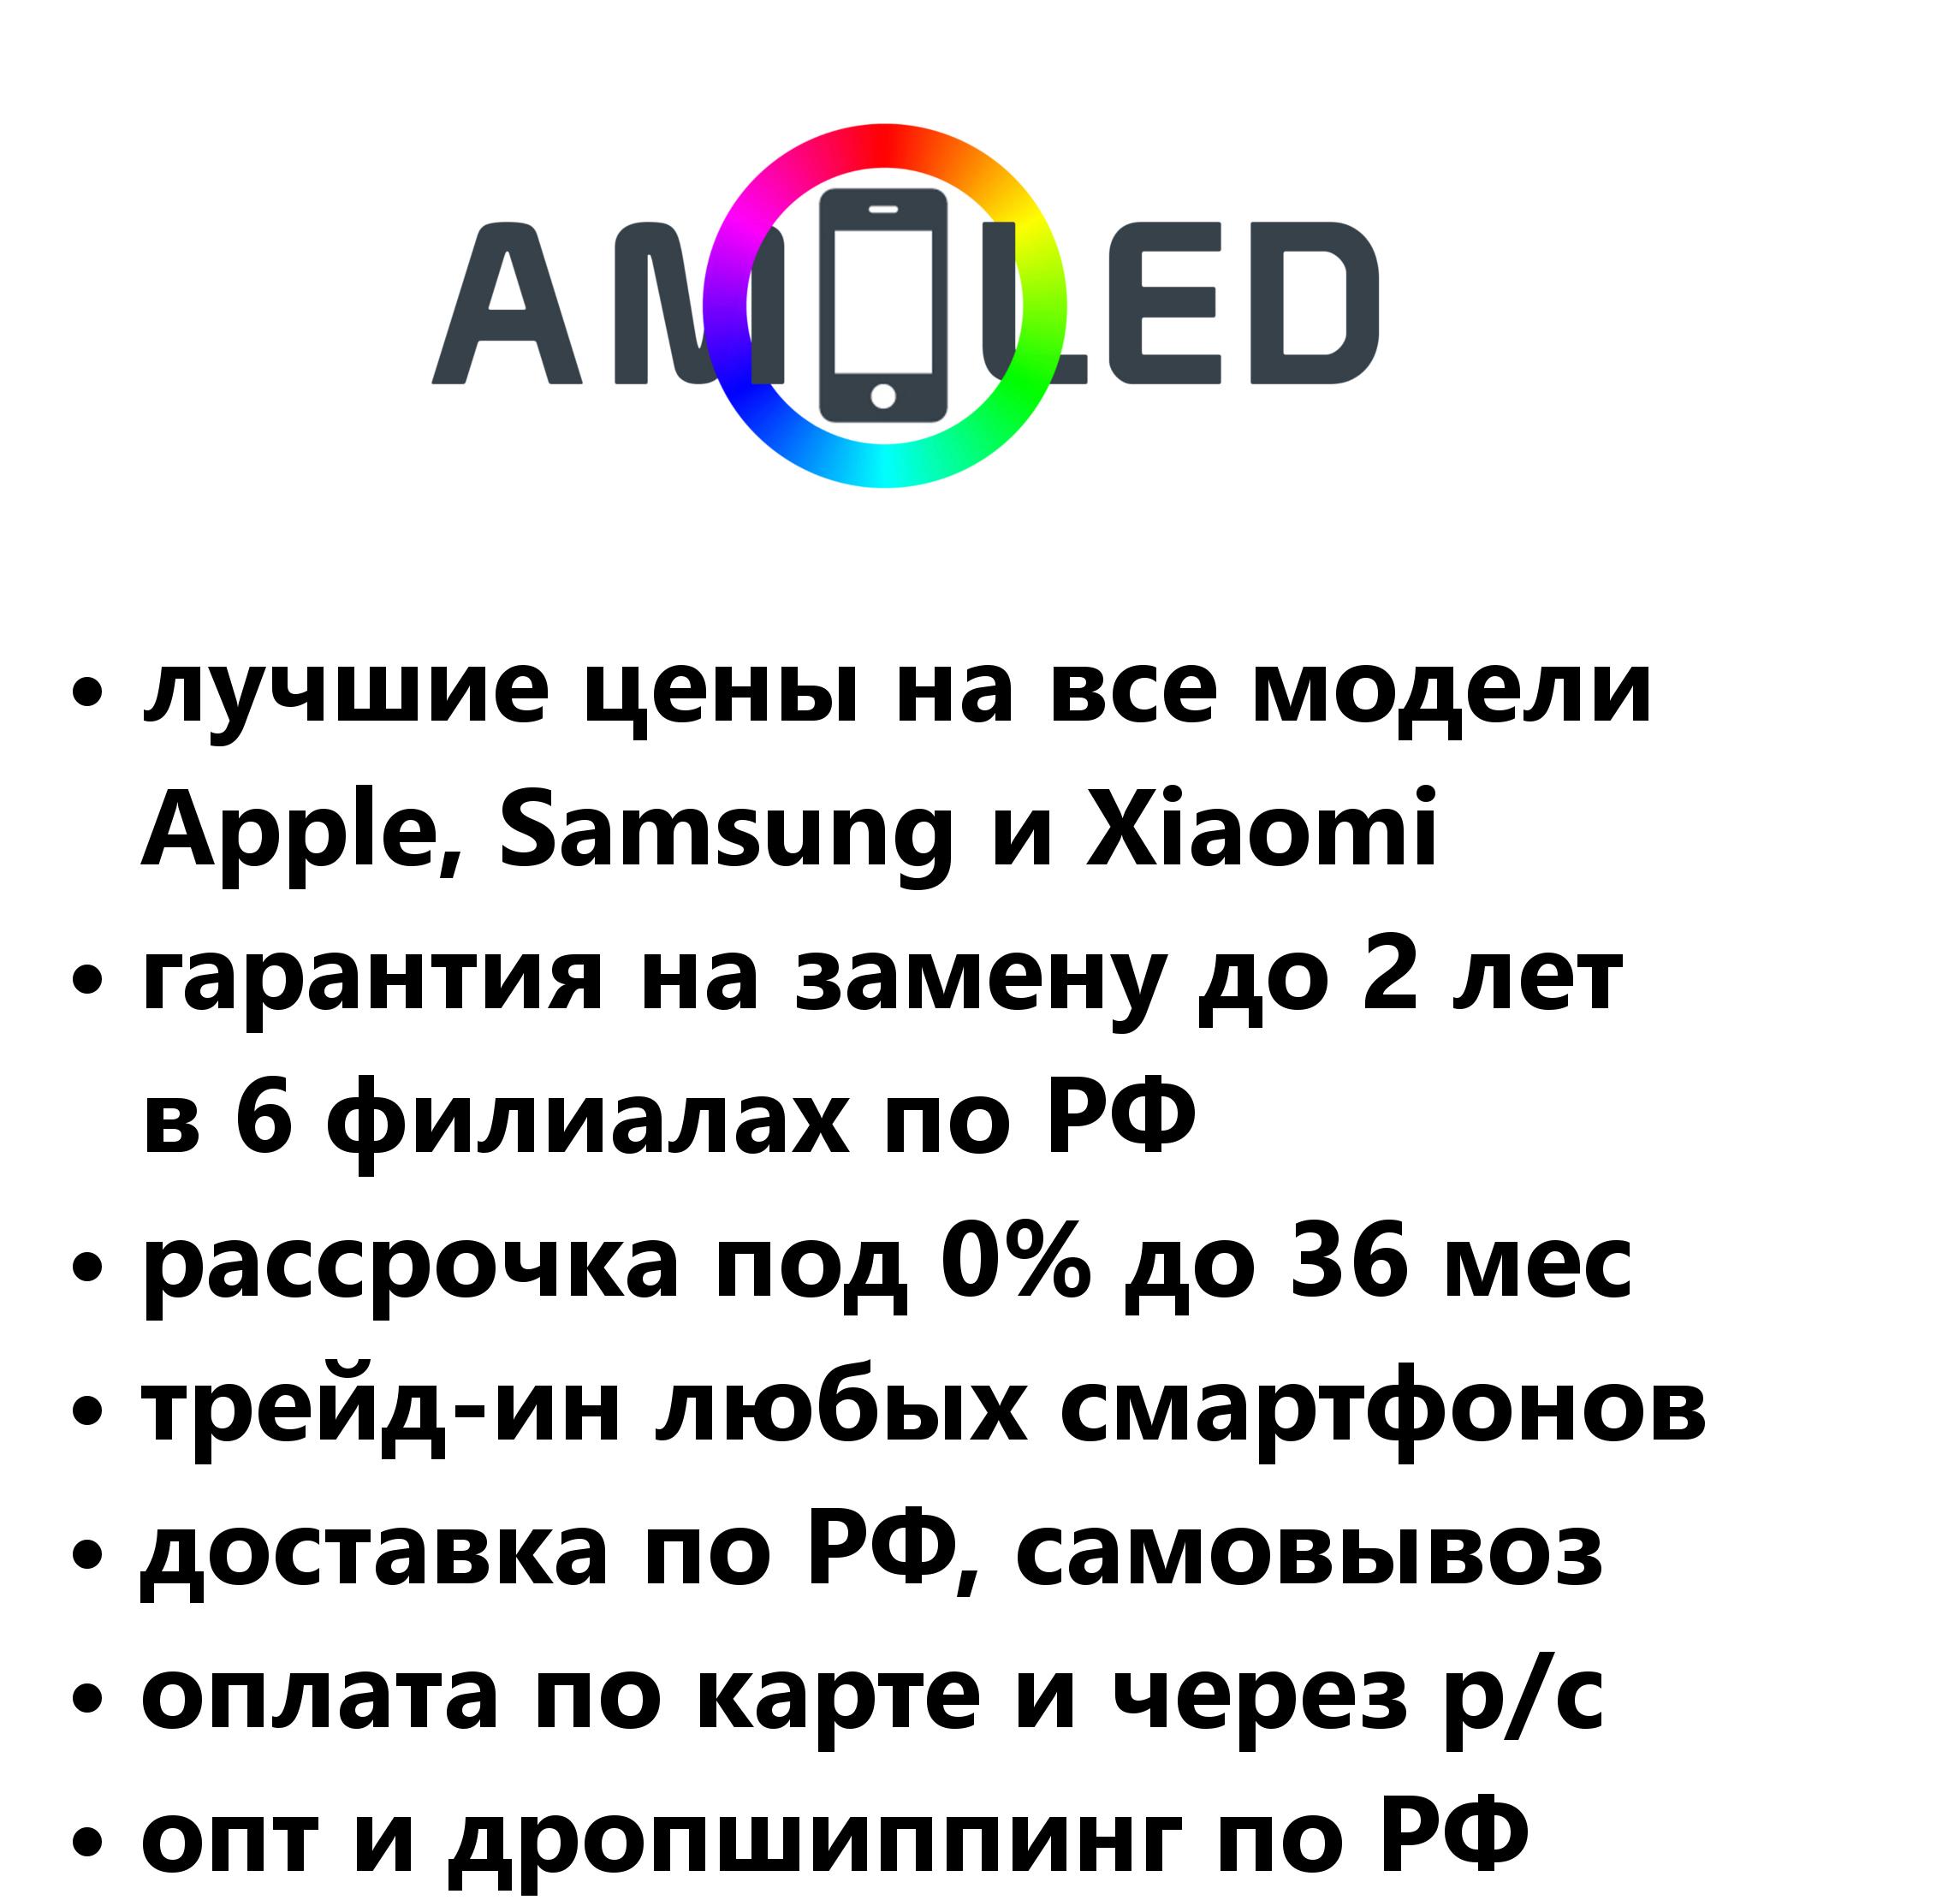 AMOLED
• лучшие цены на все модели
Apple, Samsung и Xiaomi
• гарантия на замену до 2 лет
в 6 филиалах по РФ
• рассрочка под 0% до 36 мес
• трейд-ин любых смартфонов
• доставка по РФ, самовывоз
• оплата по карте и через р/с
• опт и дропшиппинг по РФ